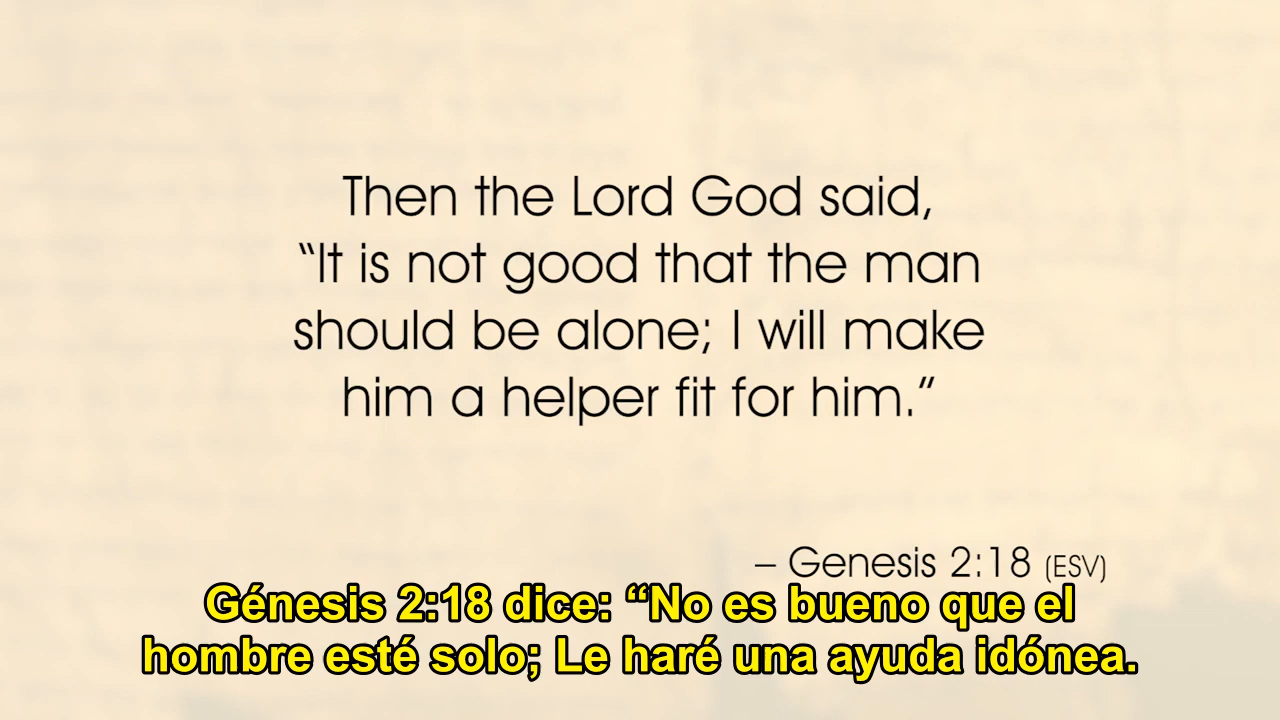 Then the Lord God said,
“It is not good that the man
should be alone; I will make
him a helper fit for him.”
– Genesis 2:18 (ESV)
Génesis 2:18 dice: “No es bueno que el
hombre esté solo; Le haré una ayuda idónea.